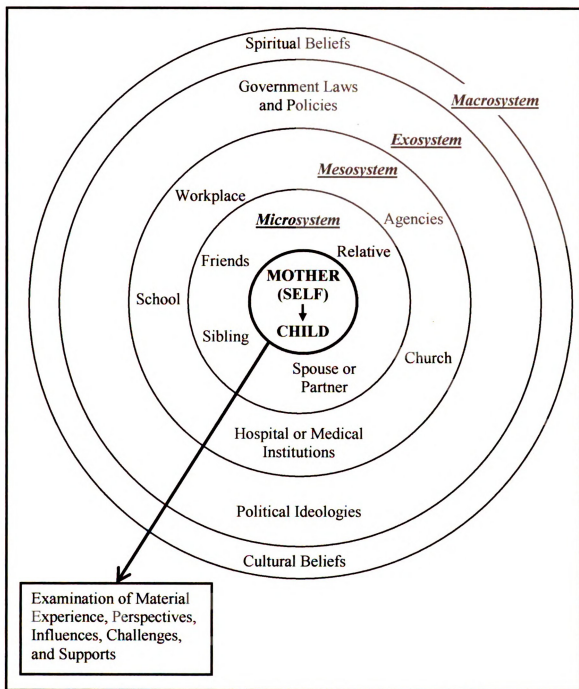 Spiritual Beliefs
Government Laws
and Policies
Macrosystem
Exosystem
Mesosystem
Workplace
Microsystem
Agencies
Friends
Relative
MOTHER
(SELF)
CHILD
School
Sibling
Church
Spouse or
Partner
Hospital or Medical
Institutions
Political Ideologies
Cultural Beliefs
Examination of Material
Experience, Perspectives,
Influences, Challenges,
and Supports